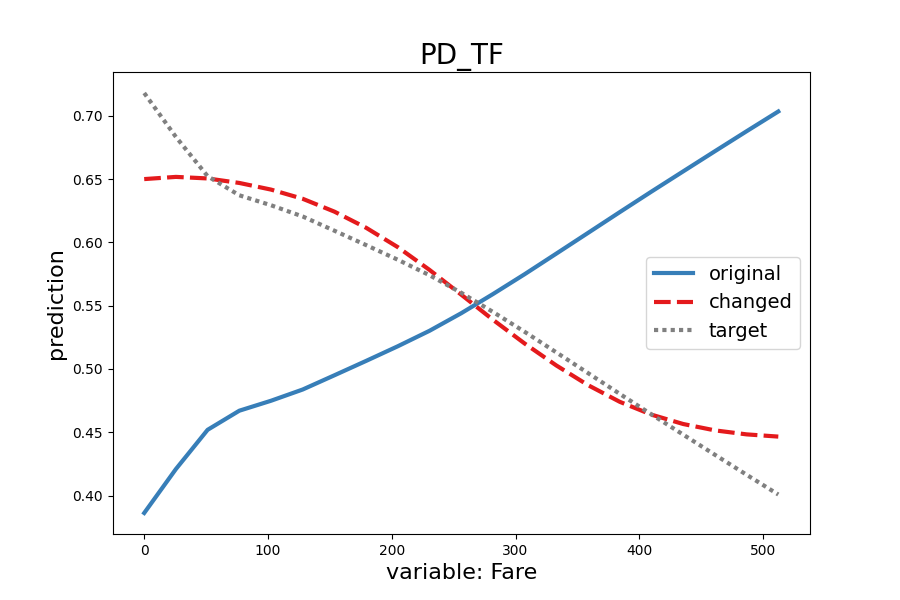 PD_TF
prediction
0.70
0.65
0.60
0.55
0.50
0.45
0.40
original
changed
target
0 100 200 300 400 500
variable: Fare